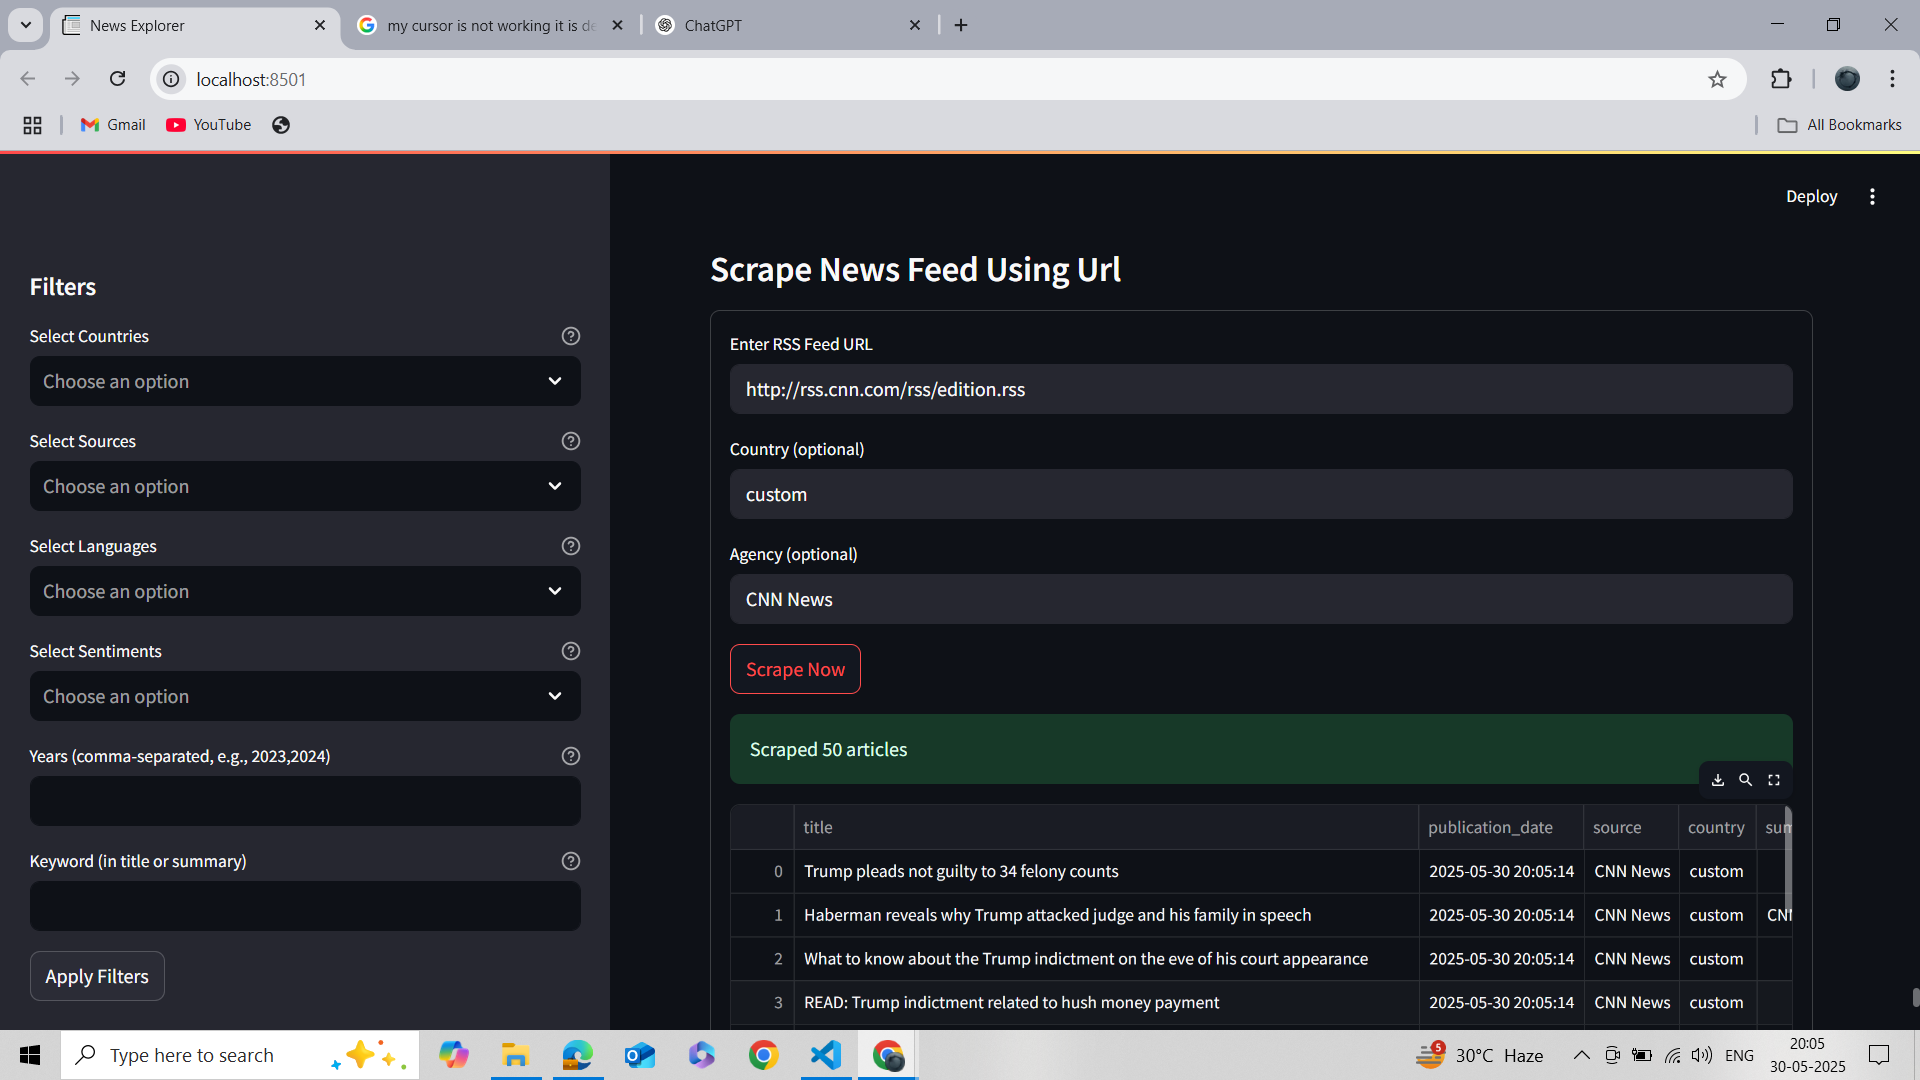 News Explorer
my cursor is not working it is de
ChatGPT
localhost:8501
Gmail
YouTube
All Bookmarks
Deploy
Filters
Select Countries
Choose an option
Select Sources
Choose an option
Select Languages
Choose an option
Select Sentiments
Choose an option
Years (comma-separated, e.g., 2023,2024)
Keyword (in title or summary)
Apply Filters
Scrape News Feed Using Url
Enter RSS Feed URL
http://rss.cnn.com/rss/edition.rss
Country (optional)
custom
Agency (optional)
CNN News
Scrape Now
Scraped 50 articles
title publication_date source country sum
0 Trump pleads not guilty to 34 felony counts 2025-05-30 20:05:14 CNN News custom
1 Haberman reveals why Trump attacked judge and his family in speech 2025-05-30 20:05:14 CNN News custom CNN
2 What to know about the Trump indictment on the eve of his court appearance 2025-05-30 20:05:14 CNN News custom
3 READ: Trump indictment related to hush money payment 2025-05-30 20:05:14 CNN News custom
Type here to search
5
30°C Haze
ENG
20:05
30-05-2025